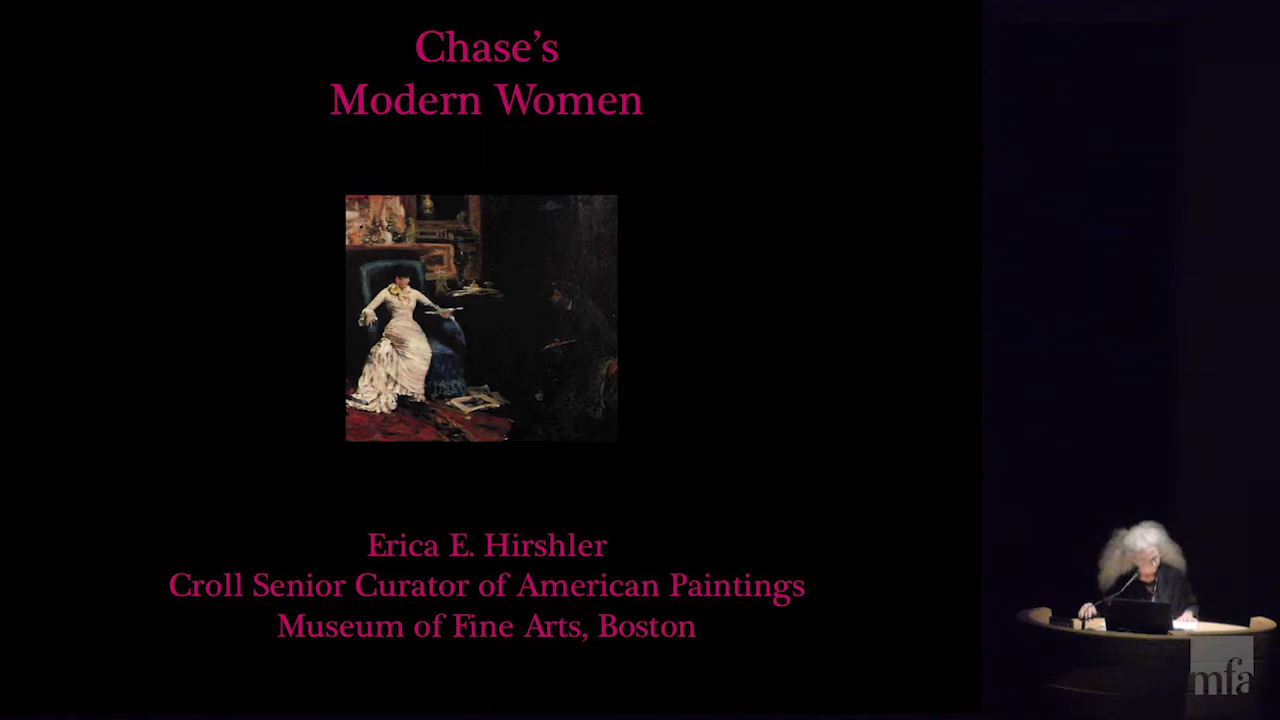 Chase’s
Modern Women
Erica E. Hirshler
Croll Senior Curator of American Paintings
Museum of Fine Arts, Boston
mfa